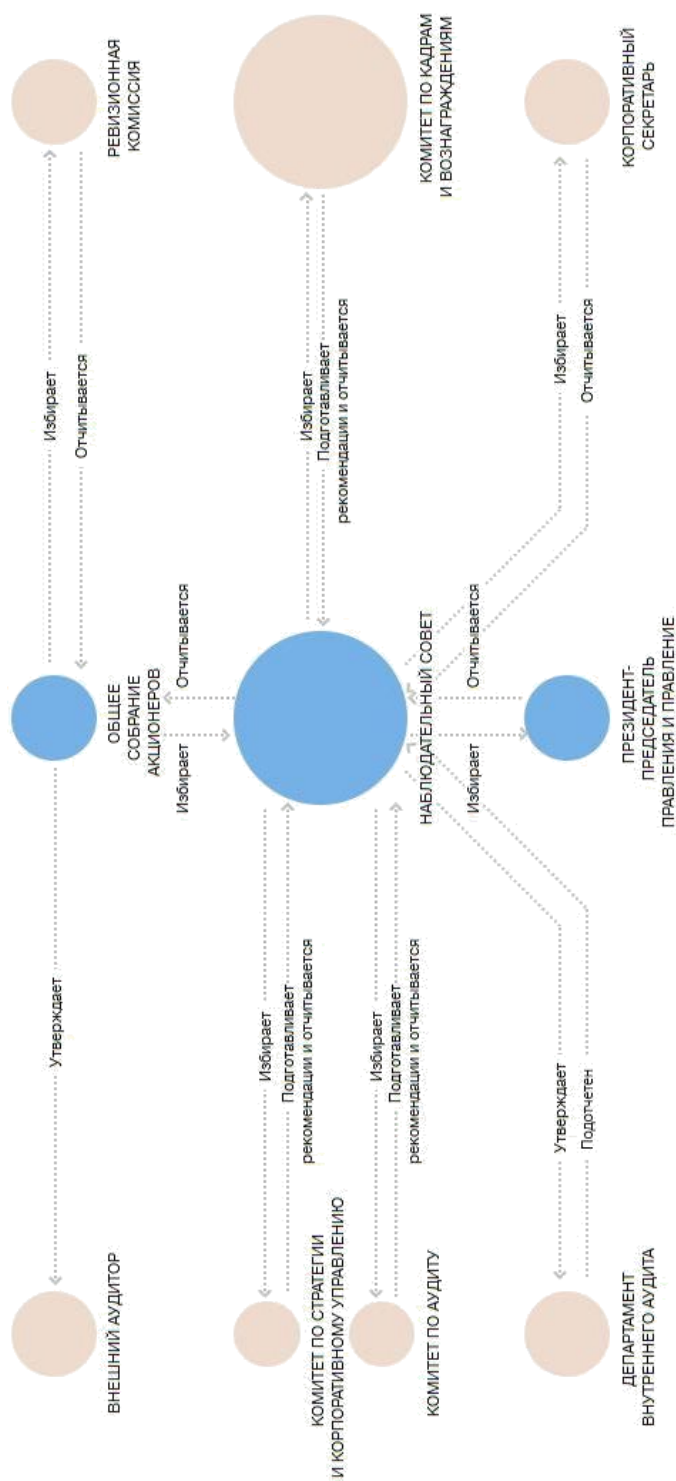 ВНЕШНИЙ АУДИТОР
Утверждает
ОБЩЕЕ
СОБРАНИЕ
АКЦИОНЕРОВ
Избирает
Отчитывается
РЕВИЗИОННАЯ
КОМИССИЯ
Избирает
Отчитывается
КОМИТЕТ ПО СТРАТЕГИИ
И КОРПОРАТИВНОМУ УПРАВЛЕНИЮ
Избирает
Подготавливает
рекомендации и отчитывается
КОМИТЕТ ПО АУДИТУ
Избирает
Подготавливает
рекомендации и отчитывается
НАБЛЮДАТЕЛЬНЫЙ СОВЕТ
Избирает
Подготавливает
рекомендации и отчитывается
КОМИТЕТ ПО КАДРАМ
И ВОЗНАГРАЖДЕНИЯМ
Избирает
Отчитывается
ДЕПАРТАМЕНТ
ВНУТРЕННЕГО АУДИТА
Утверждает
Подотчетен
ПРЕЗИДЕНТ-
ПРЕДСЕДАТЕЛЬ
ПРАВЛЕНИЯ И ПРАВЛЕНИЕ
Избирает
Отчитывается
КОРПОРАТИВНЫЙ
СЕКРЕТАРЬ